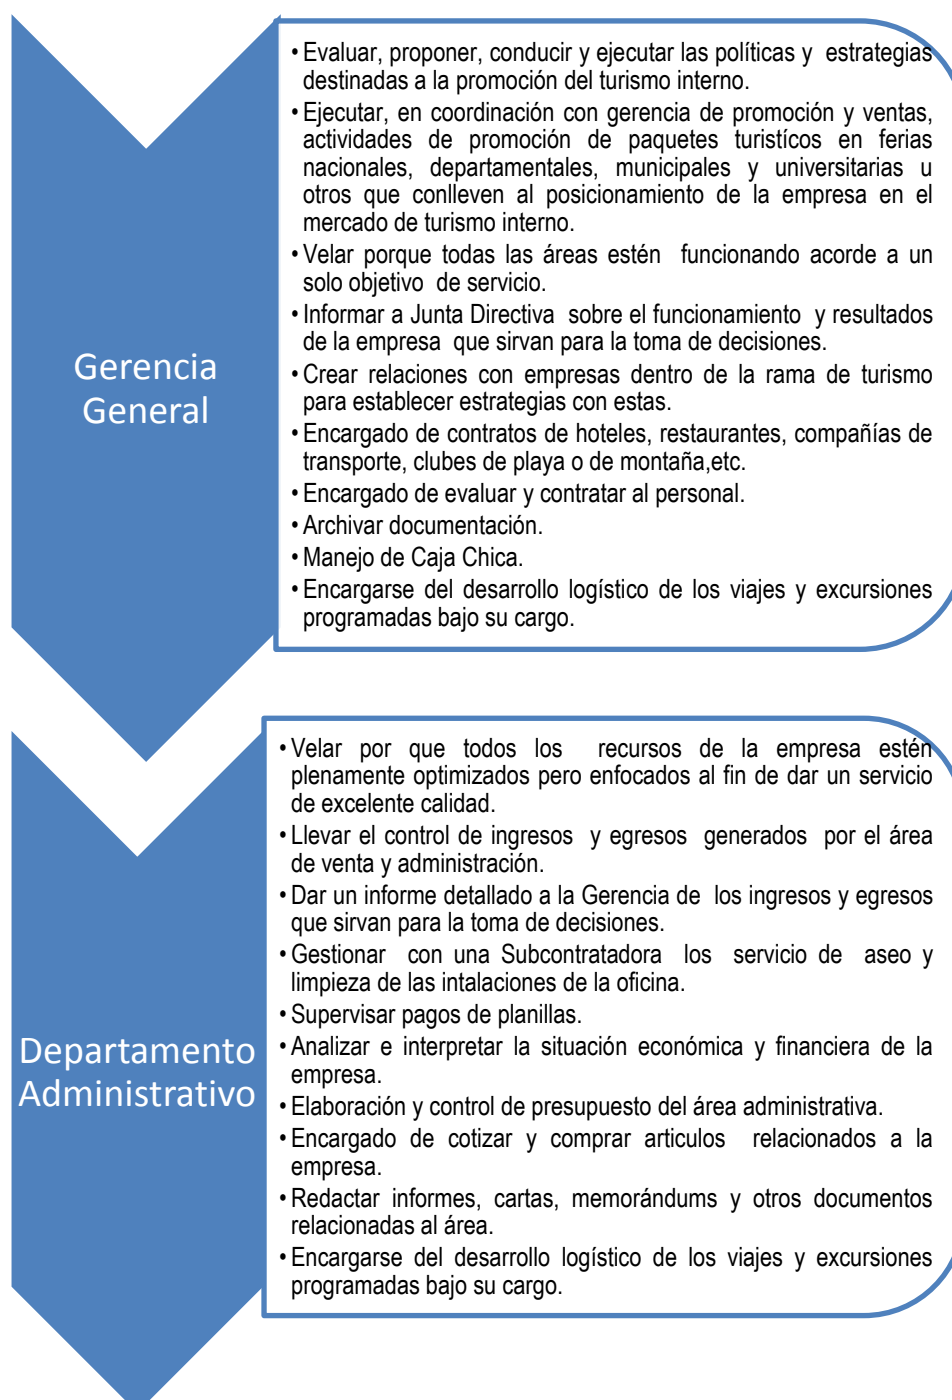 Gerencia
General
• Evaluar, proponer, conducir y ejecutar las políticas y estrategias
destinadas a la promoción del turismo interno.
• Ejecutar, en coordinación con gerencia de promoción y ventas,
actividades de promoción de paquetes turistícos en ferias
nacionales, departamentales, municipales y universitarias u
otros que conlleven al posicionamiento de la empresa en el
mercado de turismo interno.
• Velar porque todas las áreas estén funcionando acorde a un
solo objetivo de servicio.
• Informar a Junta Directiva sobre el funcionamiento y resultados
de la empresa que sirvan para la toma de decisiones.
• Crear relaciones con empresas dentro de la rama de turismo
para establecer estrategias con estas.
• Encargado de contratos de hoteles, restaurantes, compañías de
transporte, clubes de playa o de montaña,etc.
• Encargado de evaluar y contratar al personal.
• Archivar documentación.
• Manejo de Caja Chica.
• Encargarse del desarrollo logístico de los viajes y excursiones
programadas bajo su cargo.
Departamento
Administrativo
• Velar por que todos los recursos de la empresa estén
plenamente optimizados pero enfocados al fin de dar un servicio
de excelente calidad.
• Llevar el control de ingresos y egresos generados por el área
de venta y administración.
• Dar un informe detallado a la Gerencia de los ingresos y egresos
que sirvan para la toma de decisiones.
• Gestionar con una Subcontratadora los servicio de aseo y
limpieza de las intalaciones de la oficina.
• Supervisar pagos de planillas.
• Analizar e interpretar la situación económica y financiera de la
empresa.
• Elaboración y control de presupuesto del área administrativa.
• Encargado de cotizar y comprar articulos relacionados a la
empresa.
• Redactar informes, cartas, memorándums y otros documentos
relacionadas al área.
• Encargarse del desarrollo logístico de los viajes y excursiones
programadas bajo su cargo.